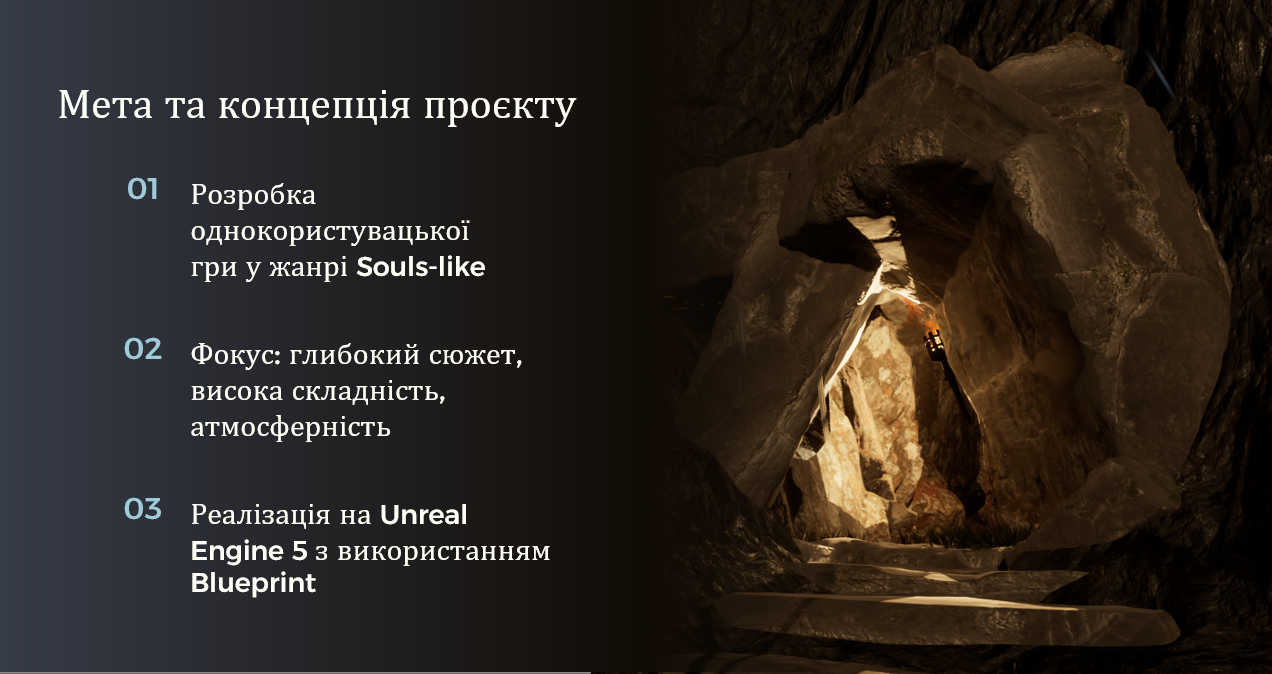 Мета та концепція проєкту
01
Розробка
однокористувацької
гри у жанрі Souls-like
02
Фокус: глибокий сюжет,
висока складність,
атмосферність
03
Реалізація на Unreal
Engine 5 з використанням
Blueprint